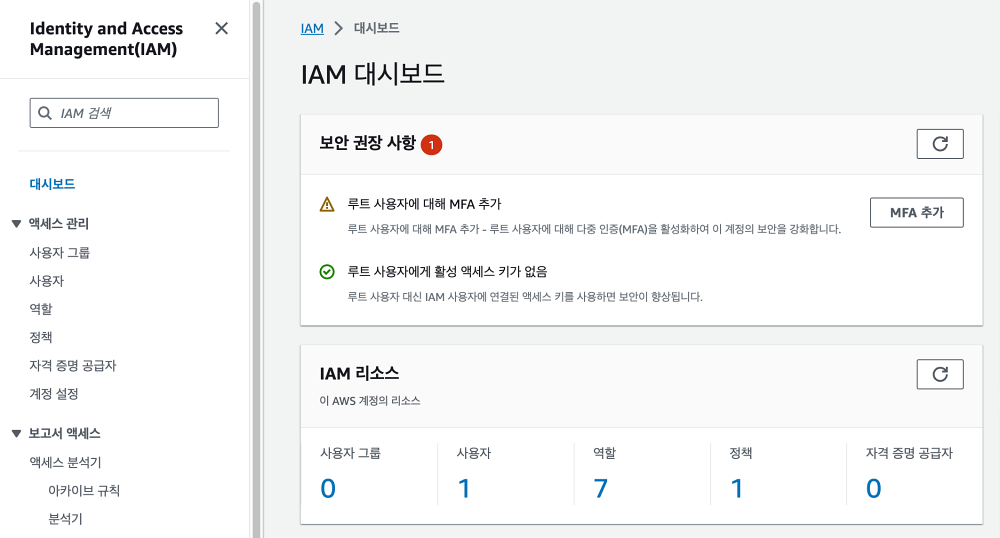 Identity and Access
Management(IAM)
IAM 검색
대시보드
액세스 관리
사용자 그룹
사용자
역할
정책
자격 증명 공급자
계정 설정
보고서 액세스
액세스 분석기
아카이브 규칙
분석기
IAM > 대시보드
IAM 대시보드
보안 권장 사항 1
루트 사용자에 대해 MFA 추가
루트 사용자에 대해 MFA 추가 - 루트 사용자에 대해 다중 인증(MFA)을 활성화하여 이 계정의 보안을 강화합니다.
MFA 추가
루트 사용자에게 활성 액세스 키가 없음
루트 사용자 대신 IAM 사용자에 연결된 액세스 키를 사용하면 보안이 향상됩니다.
IAM 리소스
이 AWS 계정의 리소스
사용자 그룹 사용자 역할 정책 자격 증명 공급자
0 1 7 1 0